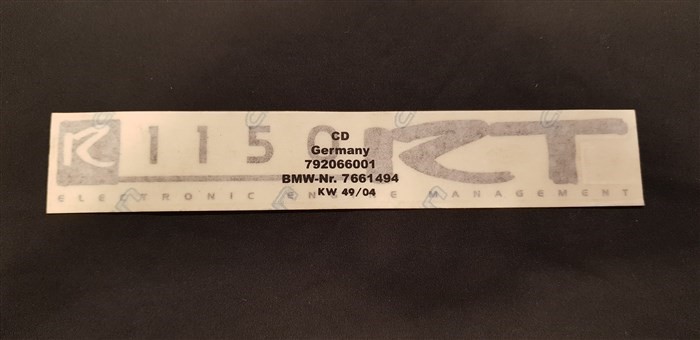 R 1150 RT
ELECTRONIC ENGINE MANAGEMENT
CD
Germany
792066001
BMW-Nr. 7661494
KW 49/04